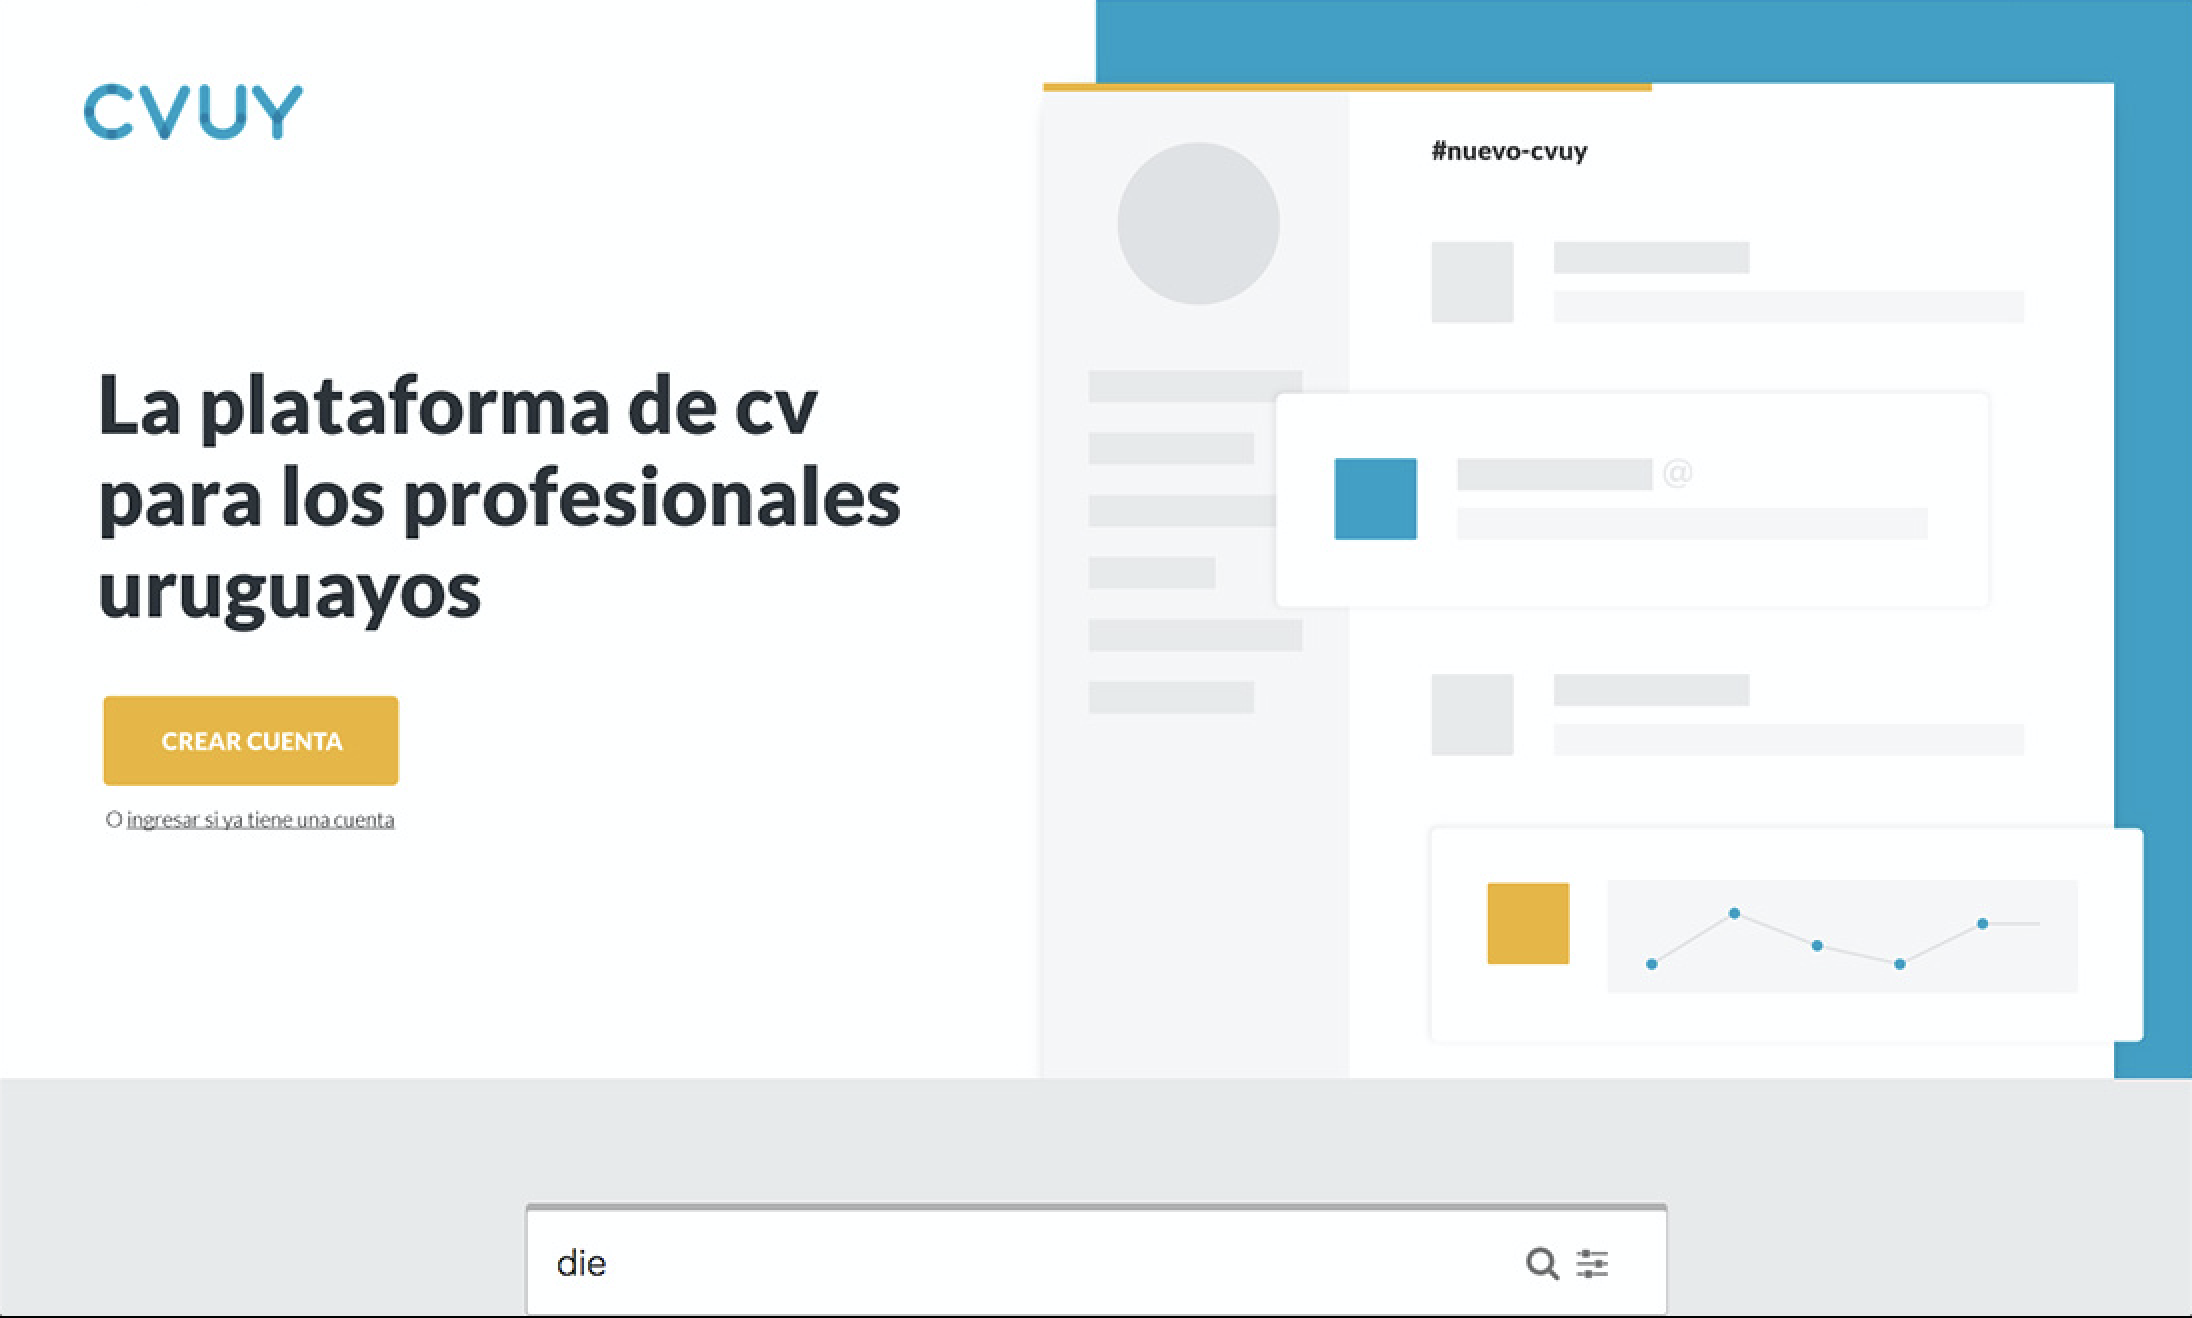 CVUY
La plataforma de cv
para los profesionales
uruguayos
CREAR CUENTA
O ingresar si ya tiene una cuenta
#nuevo-cvuy
@
die